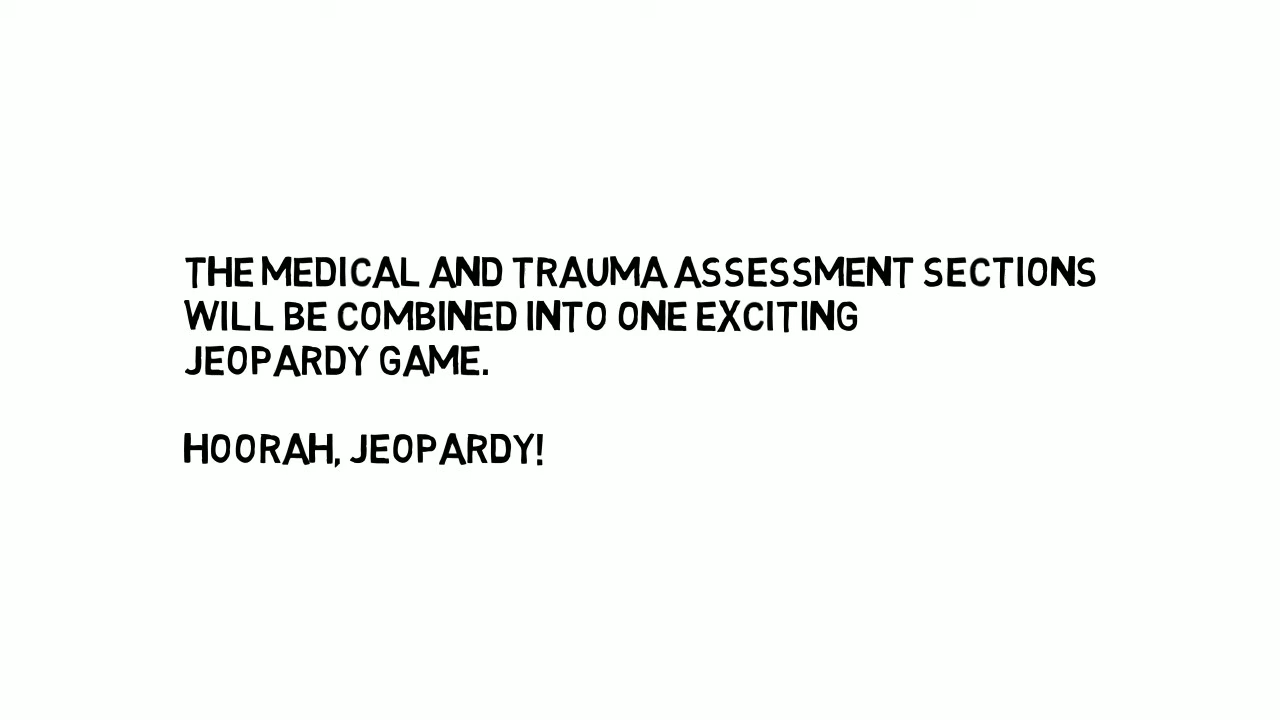 THE MEDICAL AND TRAUMA ASSESSMENT SECTIONS
WILL BE COMBINED INTO ONE EXCITING
JEOPARDY GAME.
HOORAH, JEOPARDY!